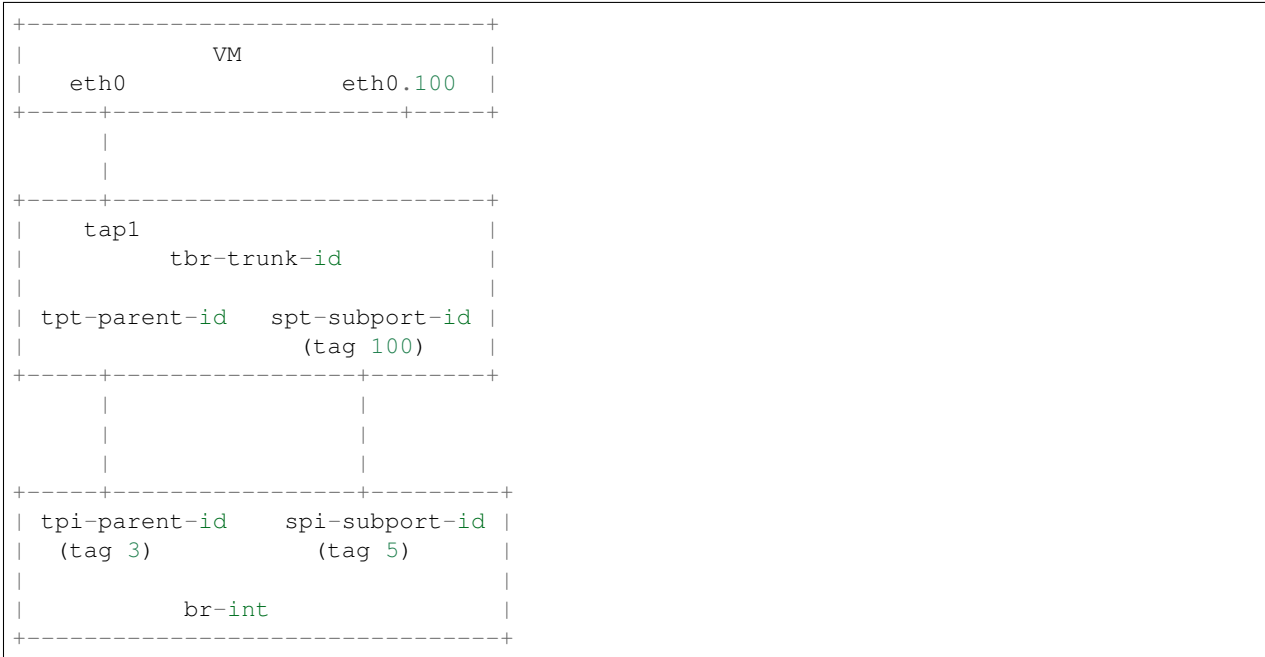 +---------------------------------+
|             VM                  |
|   eth0               eth0.100   |
+-----+--------------------+-----+
      |
      |
+-----+---------------------------+
|    tap1                         |
|          tbr-trunk-id           |
|                                 |
| tpt-parent-id   spt-subport-id |
|                   (tag 100)     |
+-----+-----------------+--------+
      |                 |
      |                 |
      |                 |
+-----+-----------------+---------+
| tpi-parent-id    spi-subport-id |
|  (tag 3)           (tag 5)      |
|                                 |
|           br-int                |
+---------------------------------+